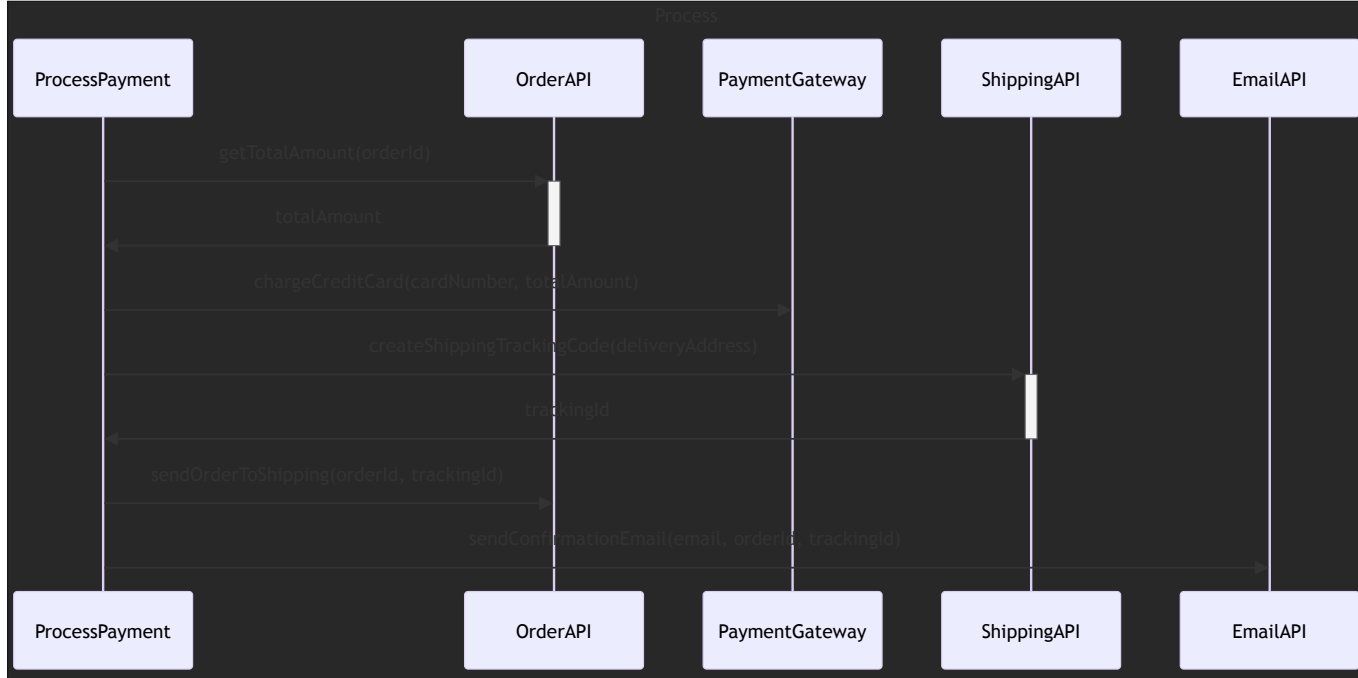 Process
ProcessPayment
OrderAPI
PaymentGateway
ShippingAPI
EmailAPI
getTotalAmount(orderId)
totalAmount
chargeCreditCard(cardNumber, totalAmount)
createShippingTrackingCode(deliveryAddress)
trackingId
sendOrderToShipping(orderId, trackingId)
sendConfirmationEmail(email, orderId, trackingId)
ProcessPayment
OrderAPI
PaymentGateway
ShippingAPI
EmailAPI